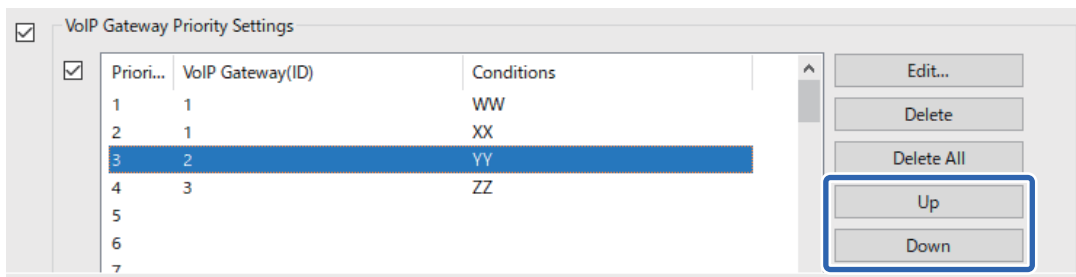 VoIP Gateway Priority Settings
Priori... VoIP Gateway(ID) Conditions
1 1 WW
2 1 XX
3 2 YY
4 3 ZZ
5
6
7
Edit...
Delete
Delete All
Up
Down